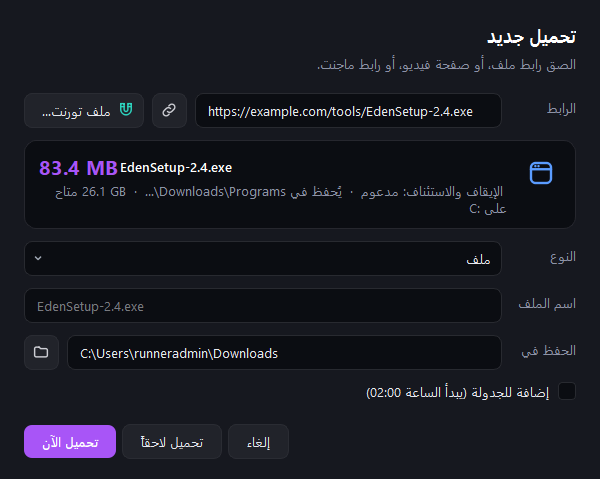 تحميل جديد
الصق رابط ملف، أو صفحة فيديو، أو رابط ماجنت.
الرابط
https://example.com/tools/EdenSetup-2.4.exe
ملف تورنت...
EdenSetup-2.4.exe
83.4 MB
الإيقاف والاستئناف: مدعوم · يُحفظ في Downloads\Programs\... · 26.1 GB متاح
على C:
النوع
ملف
اسم الملف
EdenSetup-2.4.exe
الحفظ في
C:\Users\runneradmin\Downloads
إضافة للجدولة (يبدأ الساعة 02:00)
إلغاء
تحميل لاحقاً
تحميل الآن